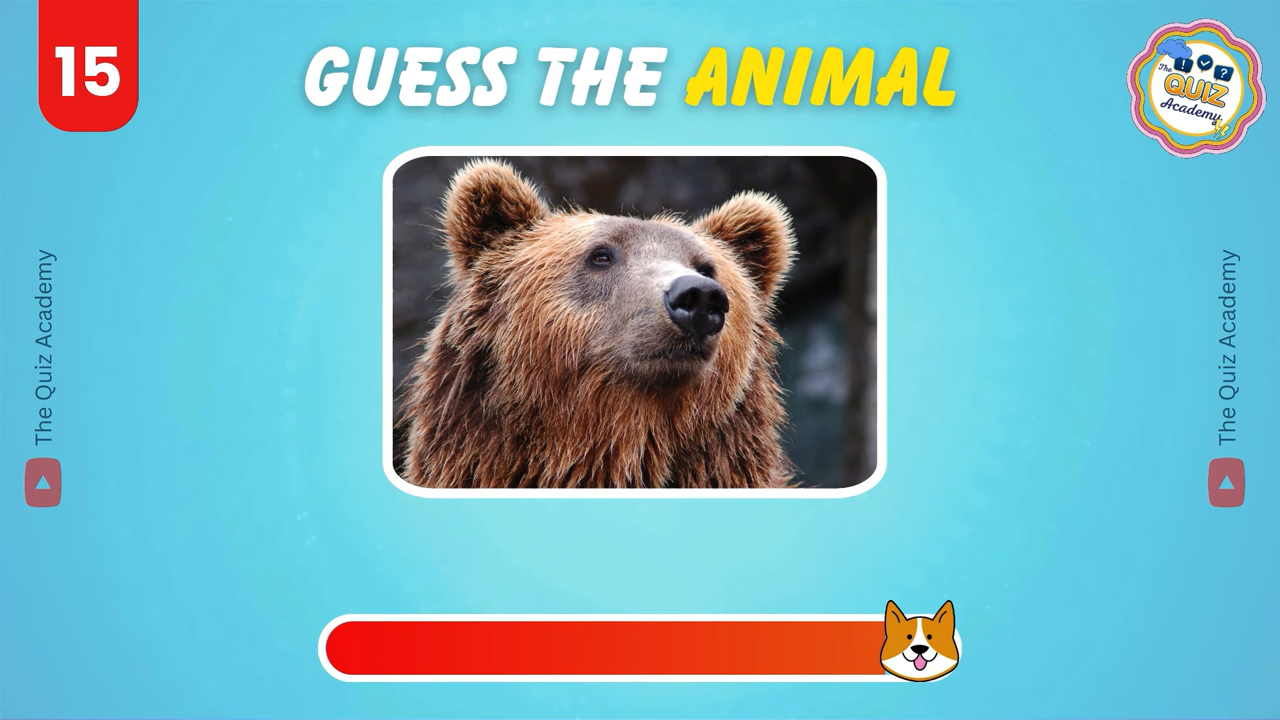 15
GUESS THE ANIMAL
The
! ?
QUIZ
Academy
The Quiz Academy
The Quiz Academy